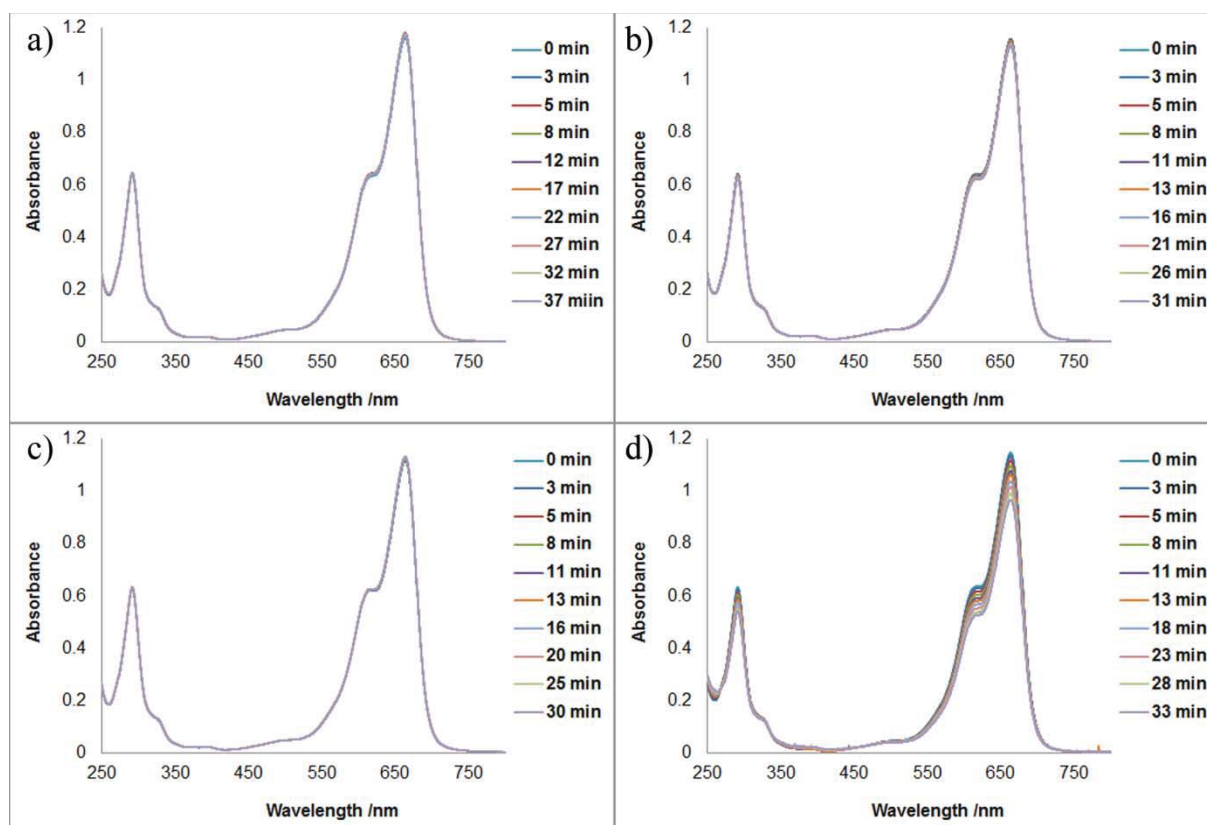 a)
1.2
1
0.8
0.6
0.4
0.2
0
Absorbance
250 350 450 550 650 750
Wavelength /nm
0 min
3 min
5 min
8 min
12 min
17 min
22 min
27 min
32 min
37 miin
b)
1.2
1
0.8
0.6
0.4
0.2
0
Absorbance
250 350 450 550 650 750
Wavelength /nm
0 min
3 min
5 min
8 min
11 min
13 min
16 min
21 min
26 min
31 min
c)
1.2
1
0.8
0.6
0.4
0.2
0
Absorbance
250 350 450 550 650 750
Wavelength /nm
0 min
3 min
5 min
8 min
11 min
13 min
16 min
20 min
25 min
30 min
d)
1.2
1
0.8
0.6
0.4
0.2
0
Absorbance
250 350 450 550 650 750
Wavelength /nm
0 min
3 min
5 min
8 min
11 min
13 min
18 min
23 min
28 min
33 min